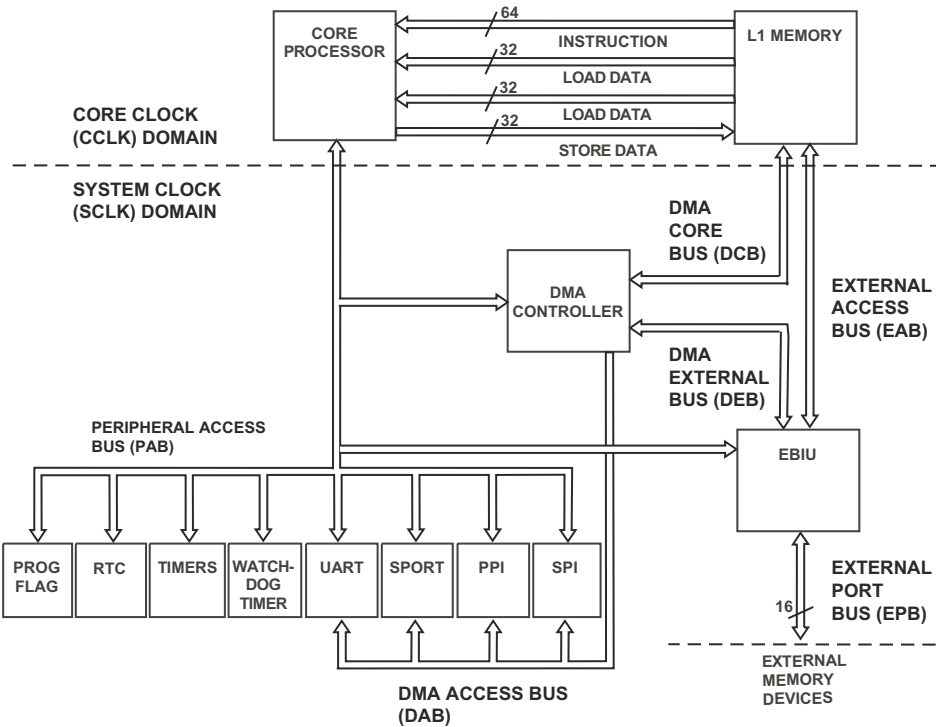 CORE
PROCESSOR
64
INSTRUCTION
32
LOAD DATA
32
LOAD DATA
32
STORE DATA
L1 MEMORY
CORE CLOCK
(CCLK) DOMAIN
SYSTEM CLOCK
(SCLK) DOMAIN
DMA
CORE
BUS (DCB)
DMA
CONTROLLER
EXTERNAL
ACCESS
BUS (EAB)
DMA
EXTERNAL
BUS (DEB)
PERIPHERAL ACCESS
BUS (PAB)
EBIU
PROG
FLAG
RTC
TIMERS
WATCH-
DOG
TIMER
UART
SPORT
PPI
SPI
EXTERNAL
PORT
BUS (EPB)
16
EXTERNAL
MEMORY
DEVICES
DMA ACCESS BUS
(DAB)